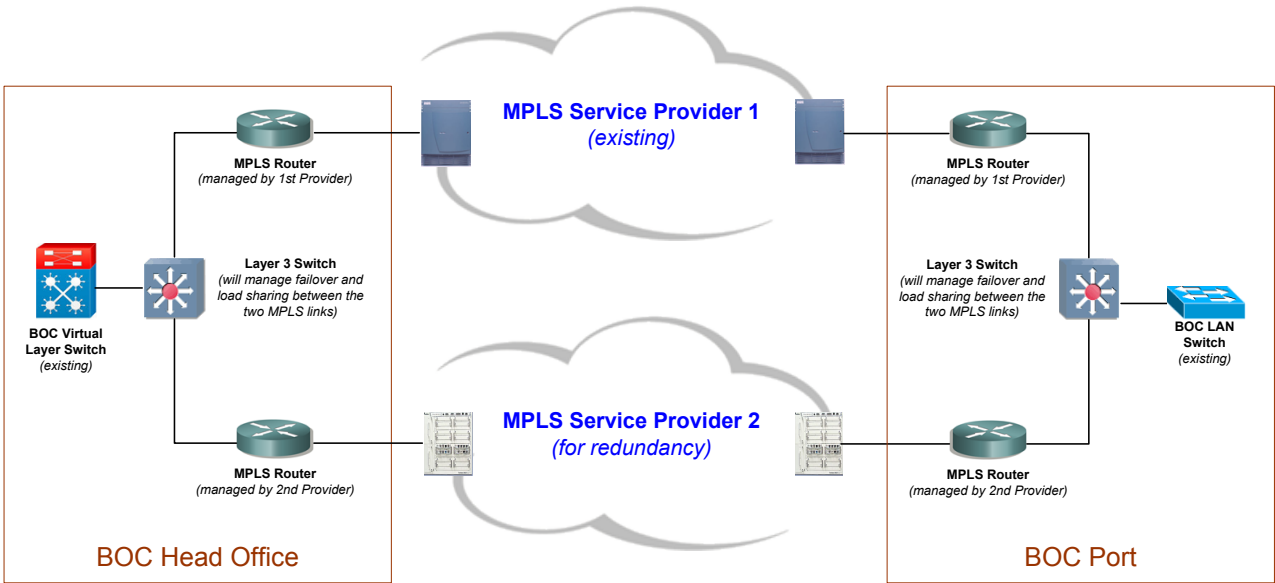 MPLS Service Provider 1
(existing)
MPLS Router
(managed by 1st Provider)
MPLS Router
(managed by 1st Provider)
Layer 3 Switch
(will manage failover and
load sharing between the
two MPLS links)
Layer 3 Switch
(will manage failover and
load sharing between the
two MPLS links)
BOC Virtual
Layer Switch
(existing)
BOC LAN
Switch
(existing)
MPLS Service Provider 2
(for redundancy)
MPLS Router
(managed by 2nd Provider)
MPLS Router
(managed by 2nd Provider)
BOC Head Office
BOC Port